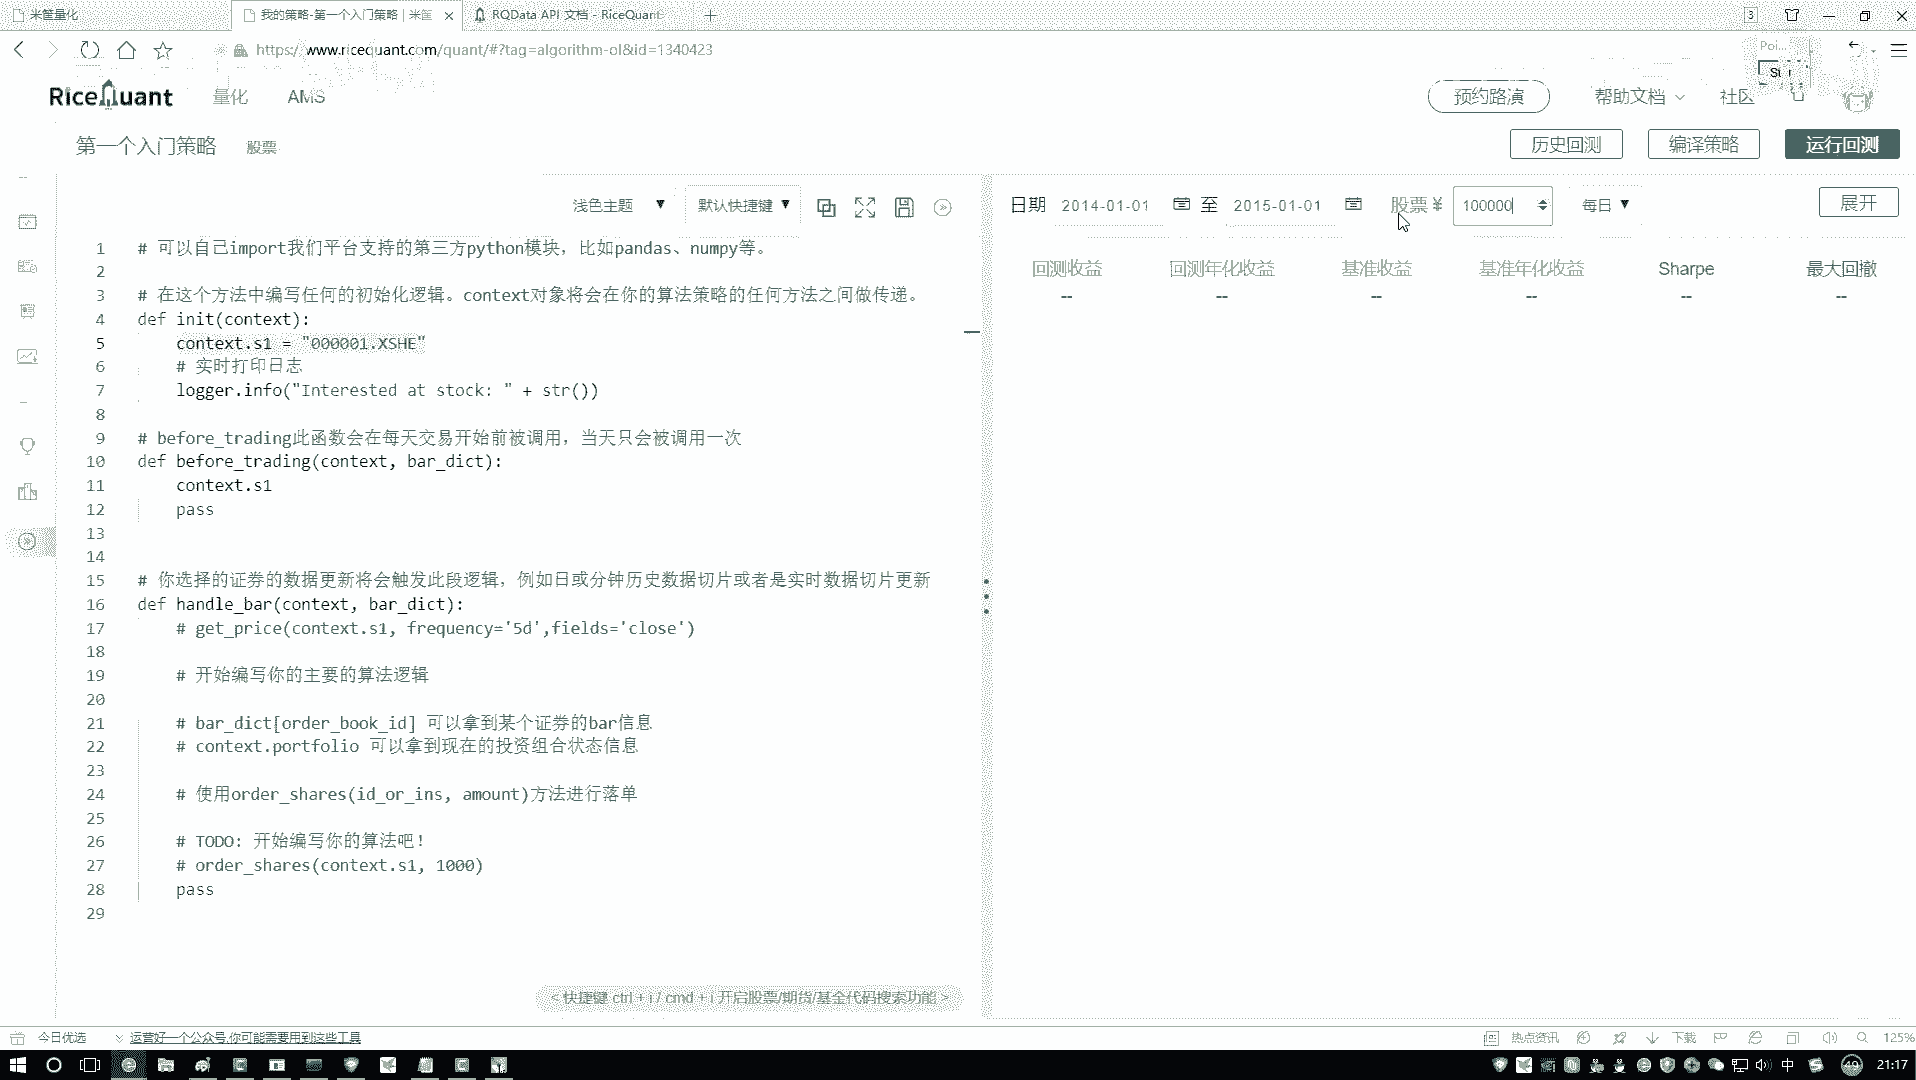 米筐量化
我的策略-第一个入门策略 | 米筐
RQData API 文档 - RiceQuant
3
https://www.ricequant.com/quant/#?tag=algorithm-ol&id=1340423
Poi...
RiceQuant
量化
AMS
预约路演
帮助文档
社区
第一个入门策略
股票
历史回测
编译策略
运行回测
浅色主题 ▼
默认快捷键 ▼
日期 2014-01-01 至 2015-01-01 股票 ¥ 100000 每日 ▼
展开
回测收益 回测年化收益 基准收益 基准年化收益 Sharpe 最大回撤
-- -- -- -- -- --
1 # 可以自己import我们平台支持的第三方python模块，比如pandas、numpy等。
2
3 # 在这个方法中编写任何的初始化逻辑。context对象将会在你的算法策略的任何方法之间做传递。
4 def init(context):
5 context.s1 = "000001.XSHE"
6 # 实时打印日志
7 logger.info("Interested at stock: " + str())
8
9 # before_trading此函数会在每天交易开始前被调用，当天只会被调用一次
10 def before_trading(context, bar_dict):
11 context.s1
12 pass
13
14
15 # 你选择的证券的数据更新将会触发此段逻辑，例如日或分钟历史数据切片或者是实时数据切片更新
16 def handle_bar(context, bar_dict):
17 # get_price(context.s1, frequency='5d',fields='close')
18
19 # 开始编写你的主要的算法逻辑
20
21 # bar_dict[order_book_id] 可以拿到某个证券的bar信息
22 # context.portfolio 可以拿到现在的投资组合状态信息
23
24 # 使用order_shares(id_or_ins, amount)方法进行落单
25
26 # TODO: 开始编写你的算法吧！
27 # order_shares(context.s1, 1000)
28 pass
29
< 快捷键 ctrl + i / cmd + i 开启股票/期货/基金代码搜索功能 >
今日优选
运营好一个公众号,你可能需要用到这些工具
热点资讯
下载
125%
中
49
21:17